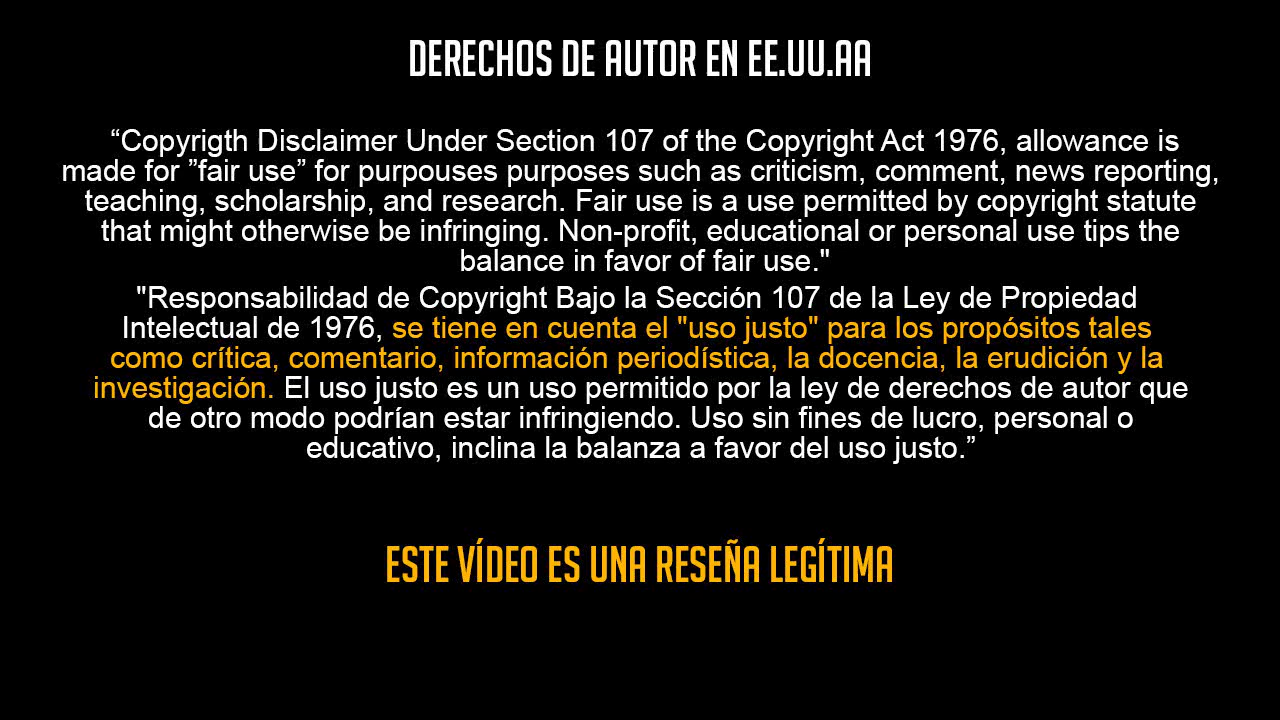 DERECHOS DE AUTOR EN EE.UU.AA
“Copyrigth Disclaimer Under Section 107 of the Copyright Act 1976, allowance is
made for ”fair use” for purpouses purposes such as criticism, comment, news reporting,
teaching, scholarship, and research. Fair use is a use permitted by copyright statute
that might otherwise be infringing. Non-profit, educational or personal use tips the
balance in favor of fair use."
"Responsabilidad de Copyright Bajo la Sección 107 de la Ley de Propiedad
Intelectual de 1976, se tiene en cuenta el "uso justo" para los propósitos tales
como crítica, comentario, información periodística, la docencia, la erudición y la
investigación. El uso justo es un uso permitido por la ley de derechos de autor que
de otro modo podrían estar infringiendo. Uso sin fines de lucro, personal o
educativo, inclina la balanza a favor del uso justo.”
ESTE VÍDEO ES UNA RESEÑA LEGÍTIMA